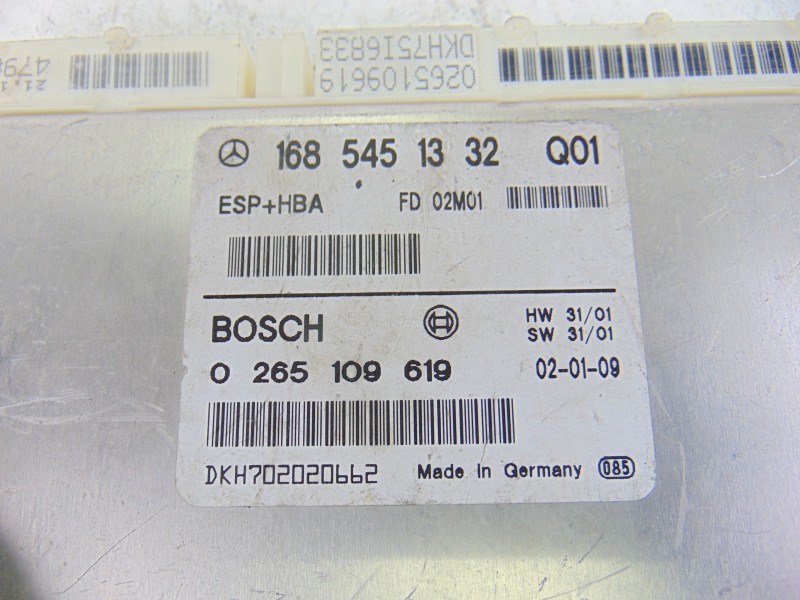 0265109619
DKH75I6833
168 545 13 32 Q01
ESP+HBA FD 02M01
BOSCH
HW 31/01
SW 31/01
0 265 109 619 02-01-09
DKH702020662 Made In Germany 085